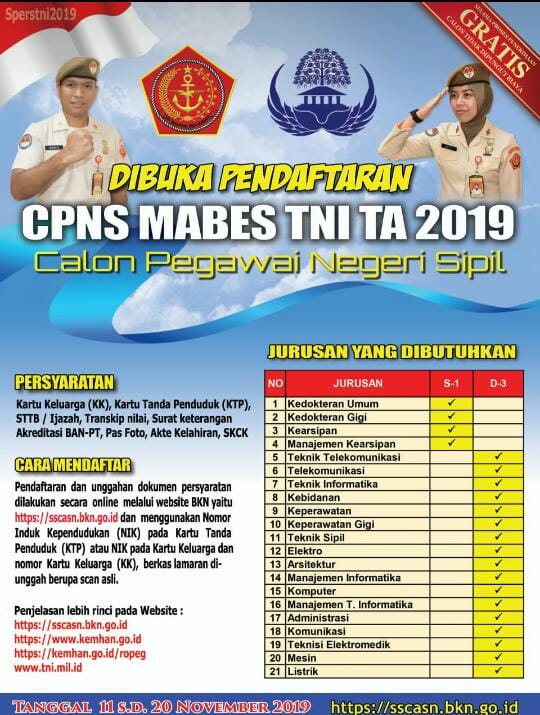 Sperstni2019
SELAMA PROSES PENERIMAAN
CALON TIDAK DIPUNGUT BIAYA
GRATIS
DIBUKA PENDAFTARAN
CPNS MABES TNI TA 2019
Calon Pegawai Negeri Sipil
PERSYARATAN
Kartu Keluarga (KK), Kartu Tanda Penduduk (KTP),
STTB / Ijazah, Transkip nilai, Surat keterangan
Akreditasi BAN-PT, Pas Foto, Akte Kelahiran, SKCK
CARA MENDAFTAR
Pendaftaran dan unggahan dokumen persyaratan
dilakukan secara online melalui website BKN yaitu
https://sscasn.bkn.go.id dan menggunakan Nomor
Induk Kependudukan (NIK) pada Kartu Tanda
Penduduk (KTP) atau NIK pada Kartu Keluarga dan
nomor Kartu Keluarga (KK), berkas lamaran di-
unggah berupa scan asli.
Penjelasan lebih rinci pada Website :
https://sscasn.bkn.go.id
https://www.kemhan.go.id
https://kemhan.go.id/ropeg
www.tni.mil.id
JURUSAN YANG DIBUTUHKAN
NO JURUSAN S-1 D-3
1 Kedokteran Umum ✓
2 Kedokteran Gigi ✓
3 Kearsipan ✓
4 Manajemen Kearsipan ✓
5 Teknik Telekomunikasi ✓
6 Telekomunikasi ✓
7 Teknik Informatika ✓
8 Kebidanan ✓
9 Keperawatan ✓
10 Keperawatan Gigi ✓
11 Teknik Sipil ✓
12 Elektro ✓
13 Arsitektur ✓
14 Manajemen Informatika ✓
15 Komputer ✓
16 Manajemen T. Informatika ✓
17 Administrasi ✓
18 Komunikasi ✓
19 Teknisi Elektromedik ✓
20 Mesin ✓
21 Listrik ✓
TANGGAL 11 S.D. 20 NOVEMBER 2019 https://sscasn.bkn.go.id